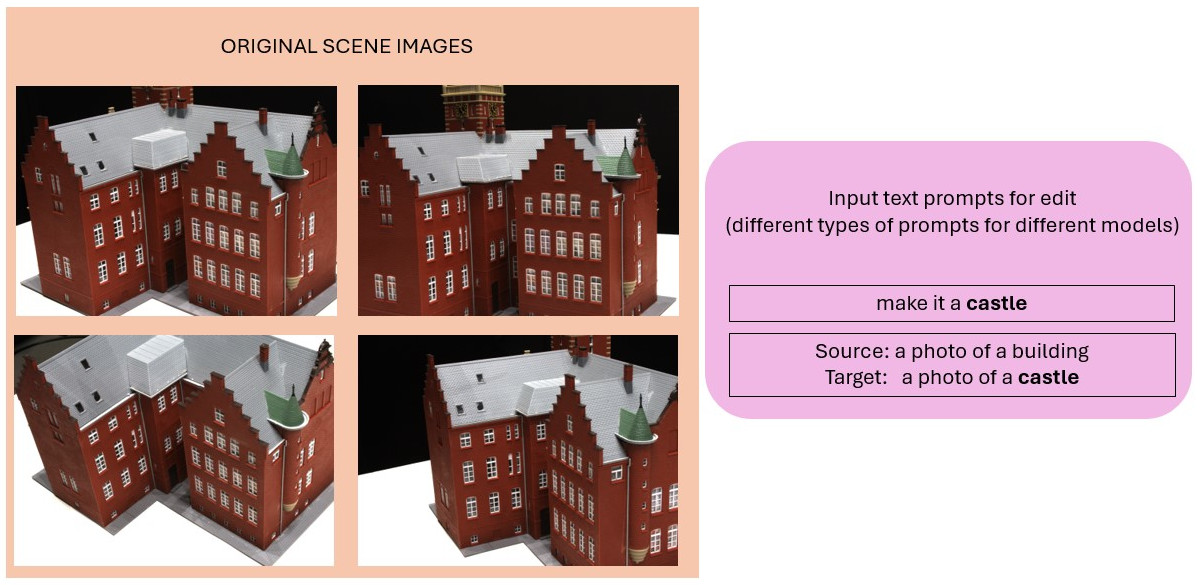 ORIGINAL SCENE IMAGES
Input text prompts for edit
(different types of prompts for different models)
make it a castle
Source: a photo of a building
Target: a photo of a castle